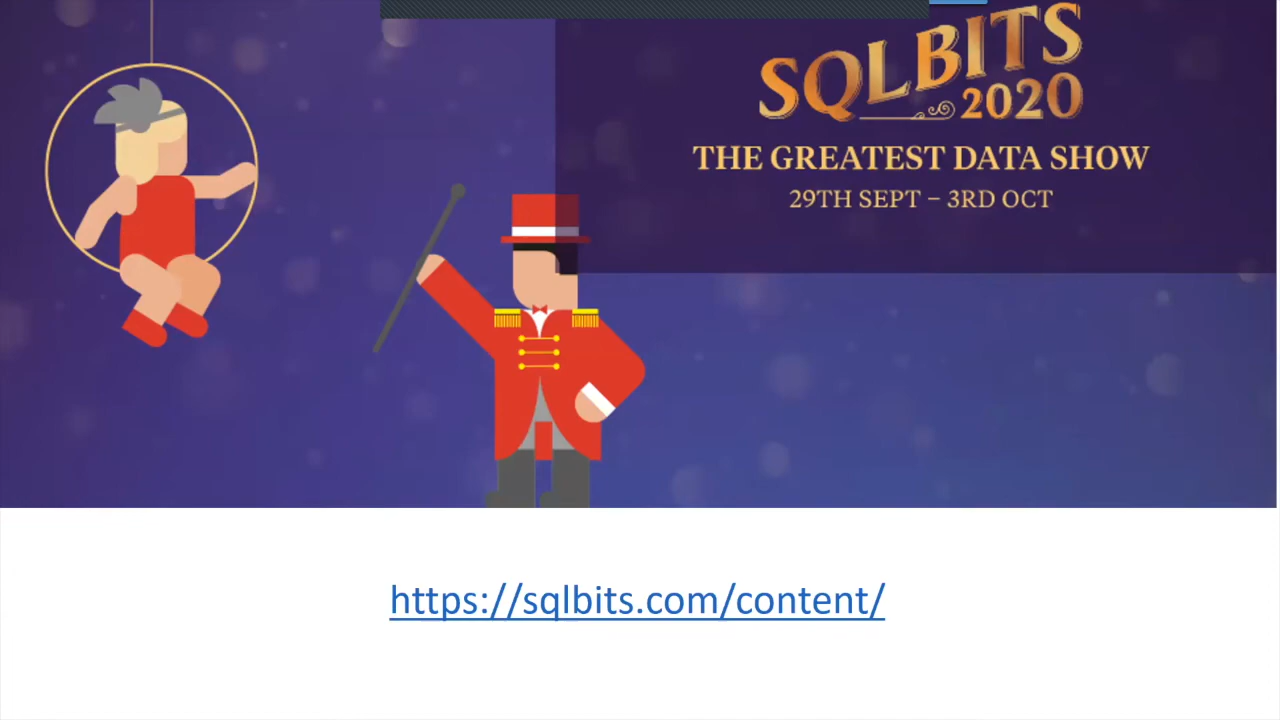 SQLBITS
2020
THE GREATEST DATA SHOW
29TH SEPT – 3RD OCT
https://sqlbits.com/content/